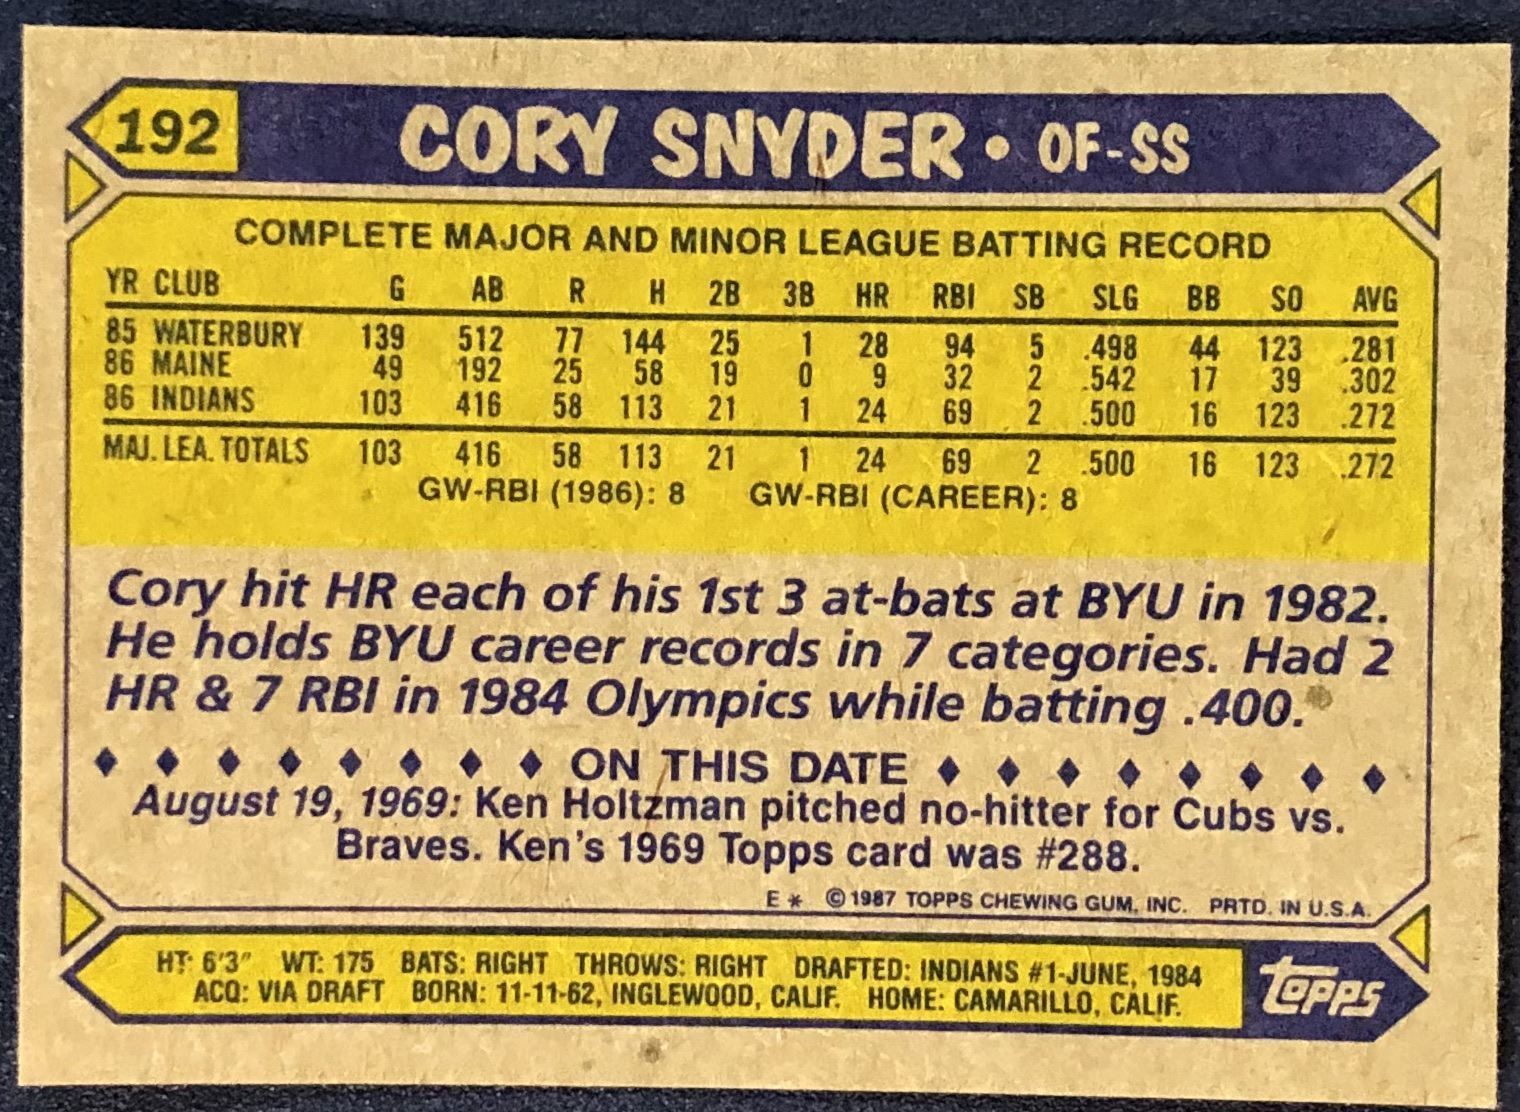 192 CORY SNYDER • OF-SS
COMPLETE MAJOR AND MINOR LEAGUE BATTING RECORD
YR CLUB G AB R H 2B 3B HR RBI SB SLG BB SO AVG
85 WATERBURY 139 512 77 144 25 1 28 94 5 .498 44 123 .281
86 MAINE 49 192 25 58 19 0 9 32 2 .542 17 39 .302
86 INDIANS 103 416 58 113 21 1 24 69 2 .500 16 123 .272
MAJ. LEA. TOTALS 103 416 58 113 21 1 24 69 2 .500 16 123 .272
GW-RBI (1986): 8 GW-RBI (CAREER): 8
Cory hit HR each of his 1st 3 at-bats at BYU in 1982.
He holds BYU career records in 7 categories. Had 2
HR & 7 RBI in 1984 Olympics while batting .400.
♦ ♦ ♦ ♦ ♦ ♦ ♦ ♦ ON THIS DATE ♦ ♦ ♦ ♦ ♦ ♦ ♦ ♦
August 19, 1969: Ken Holtzman pitched no-hitter for Cubs vs.
Braves. Ken's 1969 Topps card was #288.
E * © 1987 TOPPS CHEWING GUM, INC. PRTD. IN U.S.A.
HT: 6'3" WT: 175 BATS: RIGHT THROWS: RIGHT DRAFTED: INDIANS #1-JUNE, 1984
ACQ: VIA DRAFT BORN: 11-11-62, INGLEWOOD, CALIF. HOME: CAMARILLO, CALIF.
Topps